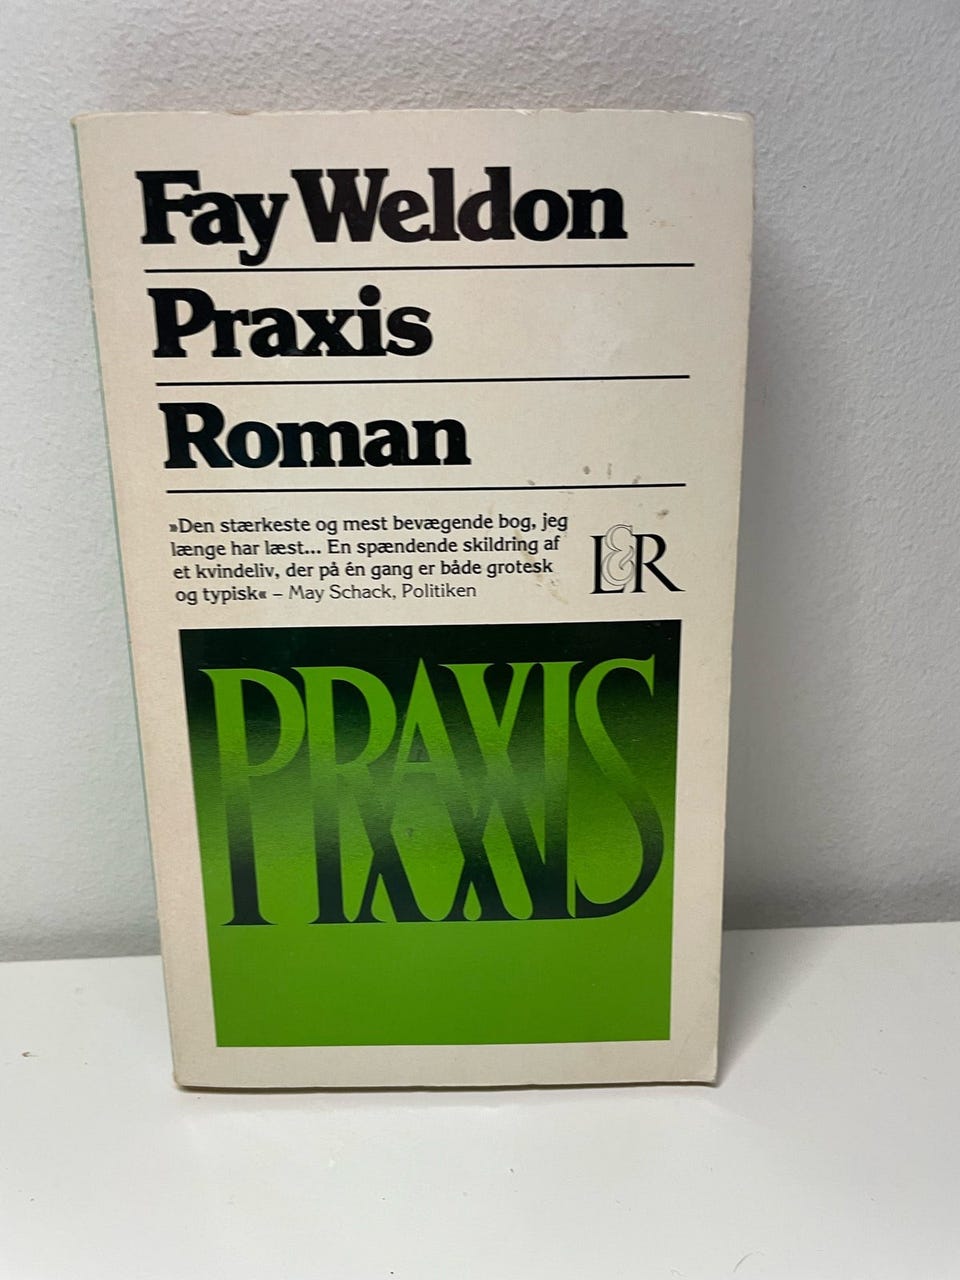 Fay Weldon
Praxis
Roman
»Den stærkeste og mest bevægende bog, jeg
længe har læst... En spændende skildring af
et kvindeliv, der på én gang er både grotesk
og typisk« – May Schack, Politiken
L&R
PRAXIS